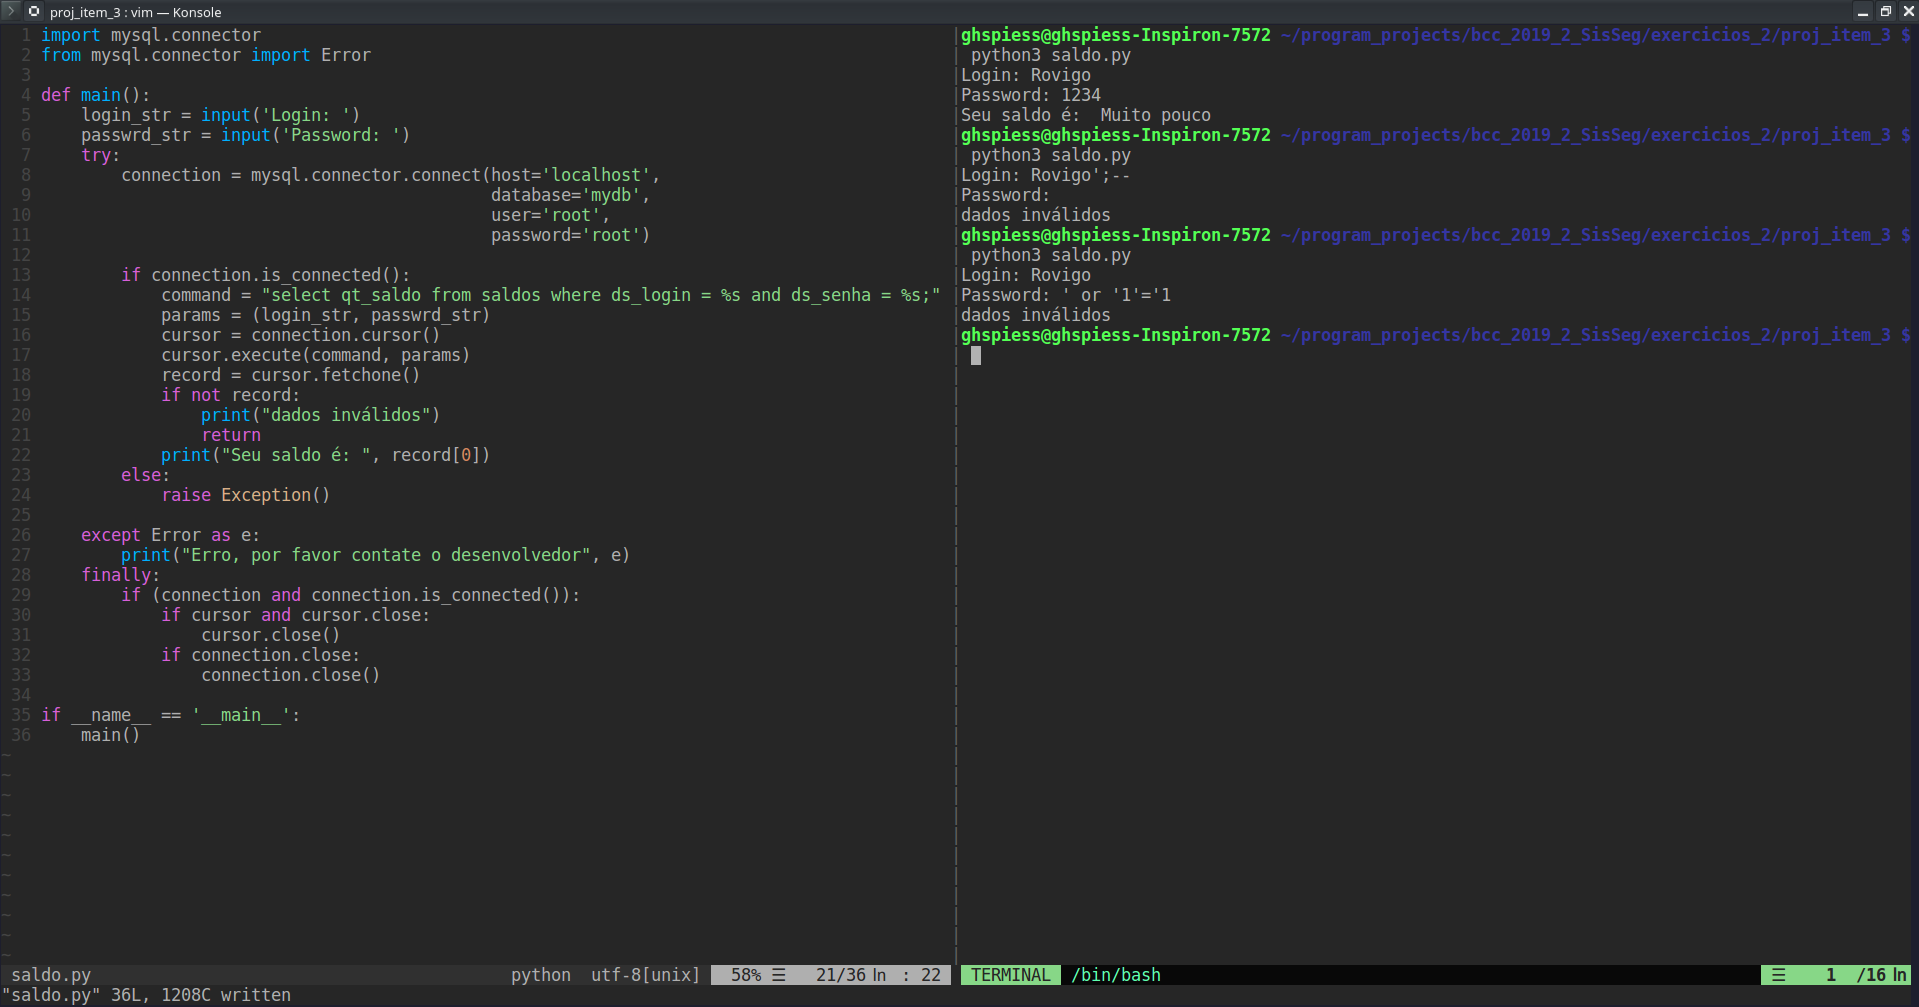 proj_item_3 : vim — Konsole
1 import mysql.connector
2 from mysql.connector import Error
3
4 def main():
5     login_str = input('Login: ')
6     passwrd_str = input('Password: ')
7     try:
8         connection = mysql.connector.connect(host='localhost',
9                                              database='mydb',
10                                              user='root',
11                                              password='root')
12
13         if connection.is_connected():
14             command = "select qt_saldo from saldos where ds_login = %s and ds_senha = %s;"
15             params = (login_str, passwrd_str)
16             cursor = connection.cursor()
17             cursor.execute(command, params)
18             record = cursor.fetchone()
19             if not record:
20                 print("dados inválidos")
21                 return
22             print("Seu saldo é: ", record[0])
23         else:
24             raise Exception()
25
26     except Error as e:
27         print("Erro, por favor contate o desenvolvedor", e)
28     finally:
29         if (connection and connection.is_connected()):
30             if cursor and cursor.close:
31                 cursor.close()
32             if connection.close:
33                 connection.close()
34
35 if __name__ == '__main__':
36     main()
~
~
~
~
~
~
~
~
~
~
~
saldo.py python utf-8[unix] 58% ☰ 21/36 ln : 22
"saldo.py" 36L, 1208C written
ghspiess@ghspiess-Inspiron-7572 ~/program_projects/bcc_2019_2_SisSeg/exercicios_2/proj_item_3 $
python3 saldo.py
Login: Rovigo
Password: 1234
Seu saldo é:  Muito pouco
ghspiess@ghspiess-Inspiron-7572 ~/program_projects/bcc_2019_2_SisSeg/exercicios_2/proj_item_3 $
python3 saldo.py
Login: Rovigo';--
Password:
dados inválidos
ghspiess@ghspiess-Inspiron-7572 ~/program_projects/bcc_2019_2_SisSeg/exercicios_2/proj_item_3 $
python3 saldo.py
Login: Rovigo
Password: ' or '1'='1
dados inválidos
ghspiess@ghspiess-Inspiron-7572 ~/program_projects/bcc_2019_2_SisSeg/exercicios_2/proj_item_3 $
TERMINAL /bin/bash ☰ 1 /16 ln